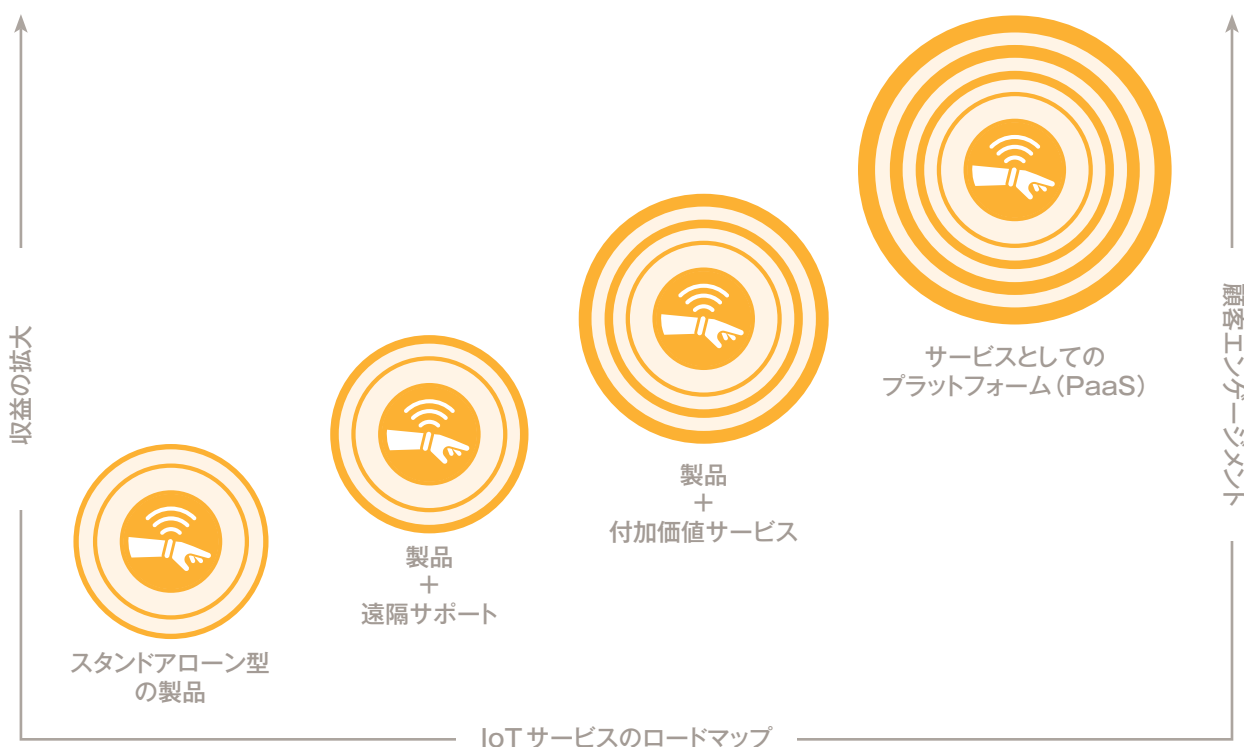 収益の拡大
顧客エンゲージメント
サービスとしての
プラットフォーム（PaaS）
製品
＋
付加価値サービス
製品
＋
遠隔サポート
スタンドアローン型
の製品
IoTサービスのロードマップ